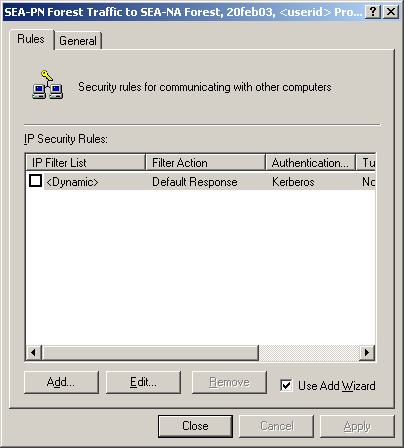 SEA-PN Forest Traffic to SEA-NA Forest, 20feb03, <userid> Pro...
Rules General
Security rules for communicating with other computers
IP Security Rules:
IP Filter List Filter Action Authentication... Tu
<Dynamic> Default Response Kerberos No
Add... Edit... Remove Use Add Wizard
Close Cancel Apply